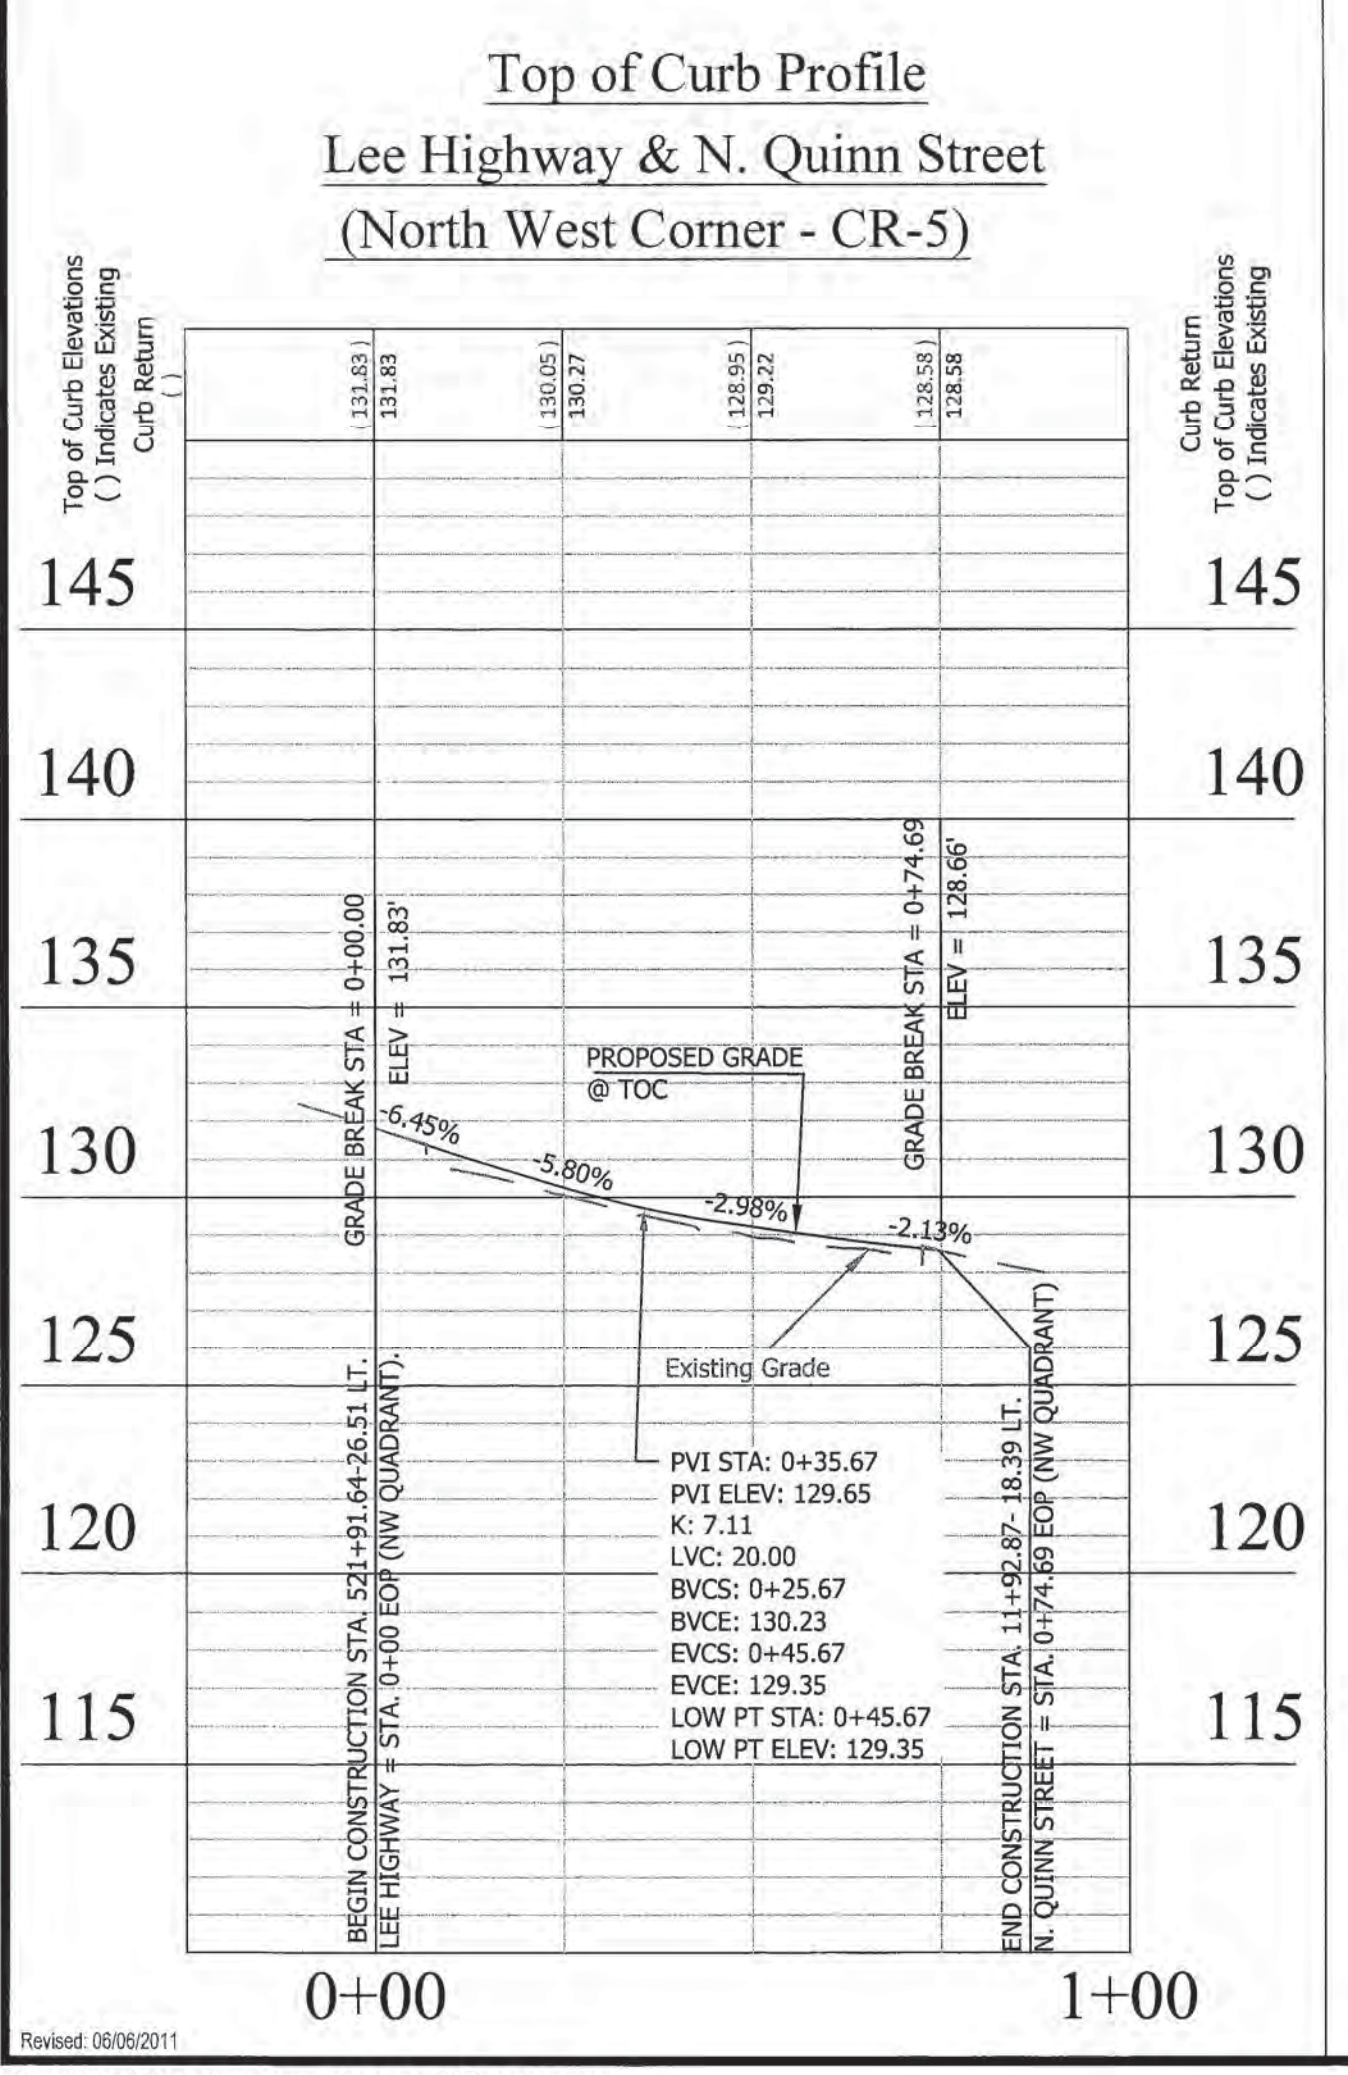 Top of Curb Profile
Lee Highway & N. Quinn Street
(North West Corner - CR-5)
Top of Curb Elevations
( ) Indicates Existing
Curb Return
( )
(131.83 )
131.83
(130.05 )
130.27
(128.95 )
129.22
(128.58 )
128.58
Curb Return
Top of Curb Elevations
( ) Indicates Existing
145
145
140
140
135
135
130
130
125
125
120
120
115
115
GRADE BREAK STA = 0+00.00
ELEV = 131.83'
GRADE BREAK STA = 0+74.69
ELEV = 128.66'
PROPOSED GRADE
@ TOC
-6.45%
-5.80%
-2.98%
-2.13%
Existing Grade
PVI STA: 0+35.67
PVI ELEV: 129.65
K: 7.11
LVC: 20.00
BVCS: 0+25.67
BVCE: 130.23
EVCS: 0+45.67
EVCE: 129.35
LOW PT STA: 0+45.67
LOW PT ELEV: 129.35
BEGIN CONSTRUCTION STA. 521+91.64-26.51 LT.
LEE HIGHWAY = STA. 0+00 EOP (NW QUADRANT).
END CONSTRUCTION STA. 11+92.87- 18.39 LT.
N. QUINN STREET = STA. 0+74.69 EOP (NW QUADRANT)
0+00
1+00
Revised: 06/06/2011